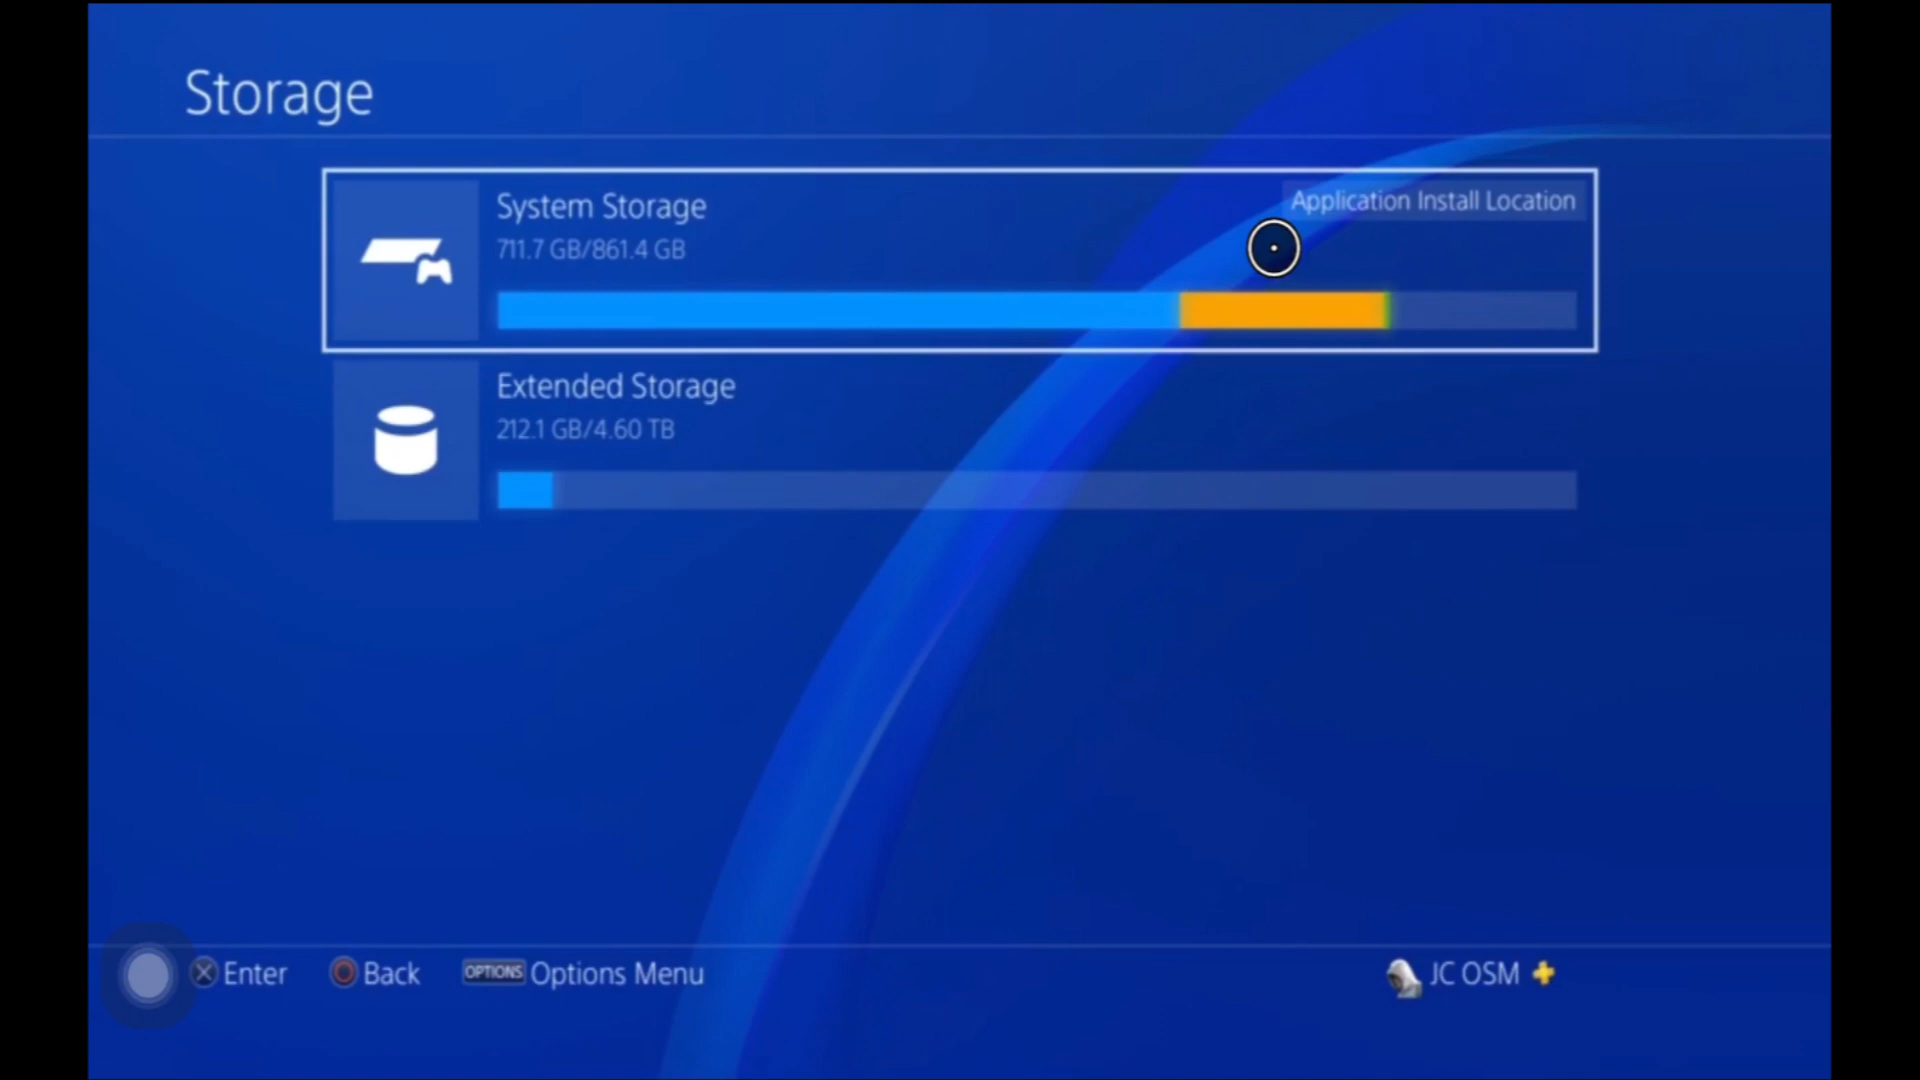 Storage
System Storage
Application Install Location
711.7 GB/861.4 GB
Extended Storage
212.1 GB/4.60 TB
Enter
Back
OPTIONS Options Menu
JC OSM